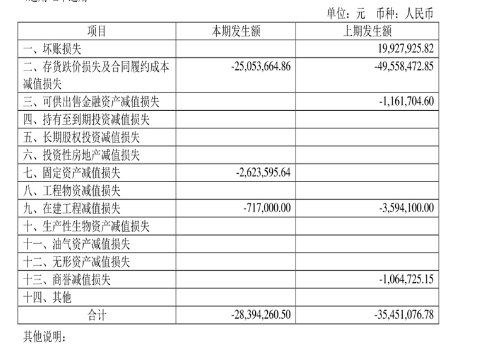 单位：元 币种：人民币
项目 本期发生额 上期发生额
一、坏账损失 19,927,925.82
二、存货跌价损失及合同履约成本 -25,053,664.86 -49,558,472.85
减值损失
三、可供出售金融资产减值损失 -1,161,704.60
四、持有至到期投资减值损失
五、长期股权投资减值损失
六、投资性房地产减值损失
七、固定资产减值损失 -2,623,595.64
八、工程物资减值损失
九、在建工程减值损失 -717,000.00 -3,594,100.00
十、生产性生物资产减值损失
十一、油气资产减值损失
十二、无形资产减值损失
十三、商誉减值损失 -1,064,725.15
十四、其他
合计 -28,394,260.50 -35,451,076.78
其他说明：